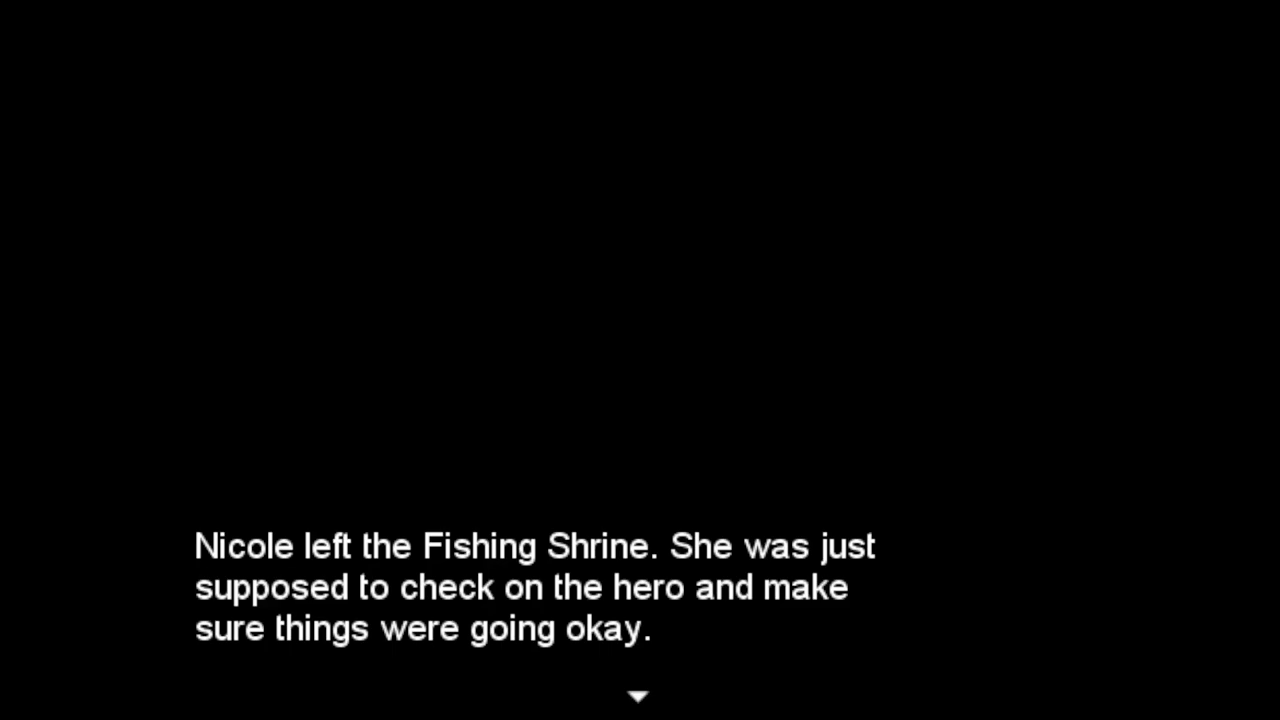 Nicole left the Fishing Shrine. She was just
supposed to check on the hero and make
sure things were going okay.